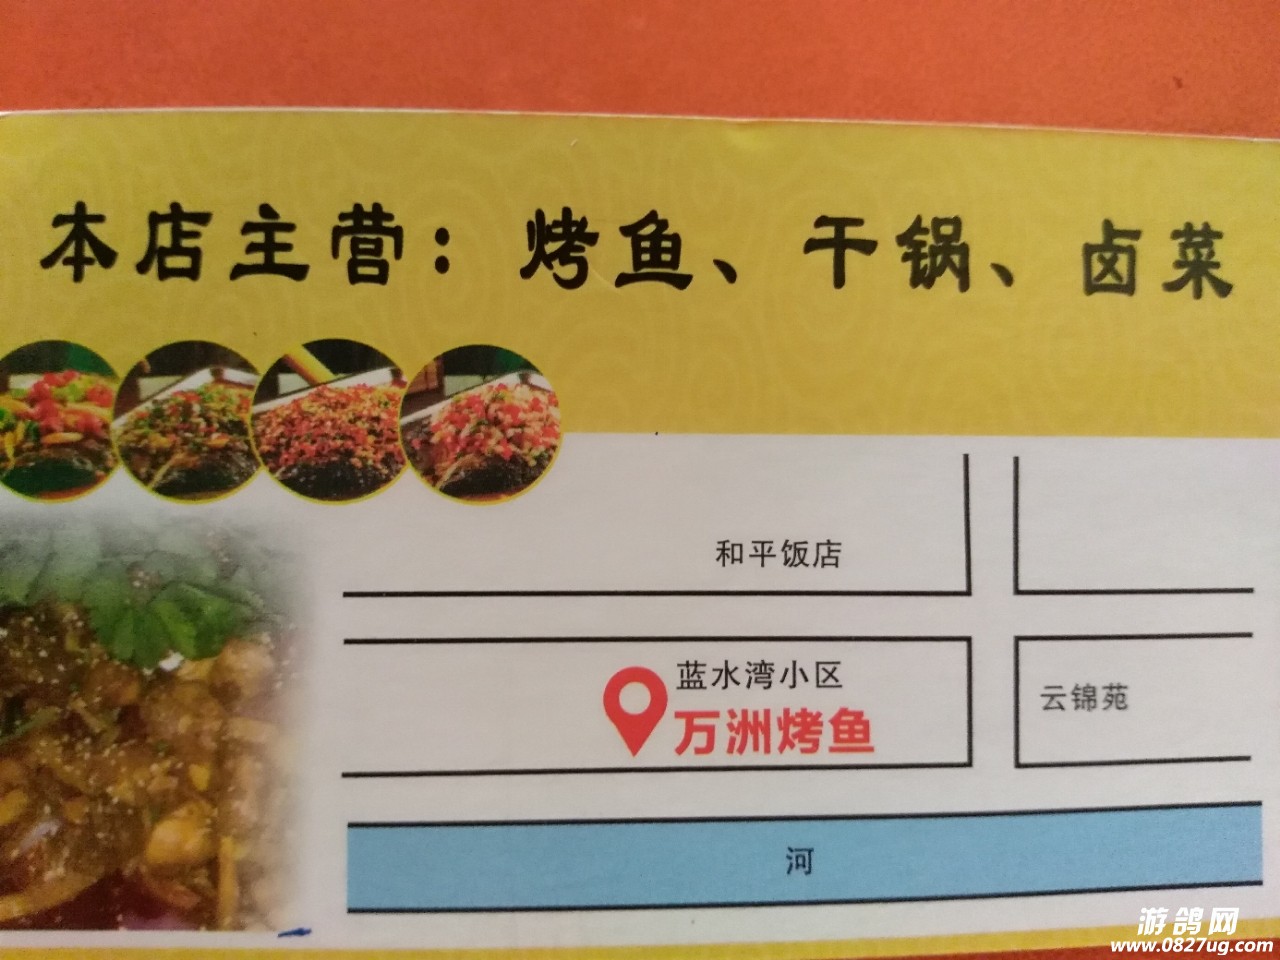 本店主营：烤鱼、干锅、卤菜
和平饭店
蓝水湾小区
万洲烤鱼
云锦苑
河
游鸽网
www.0827ug.com